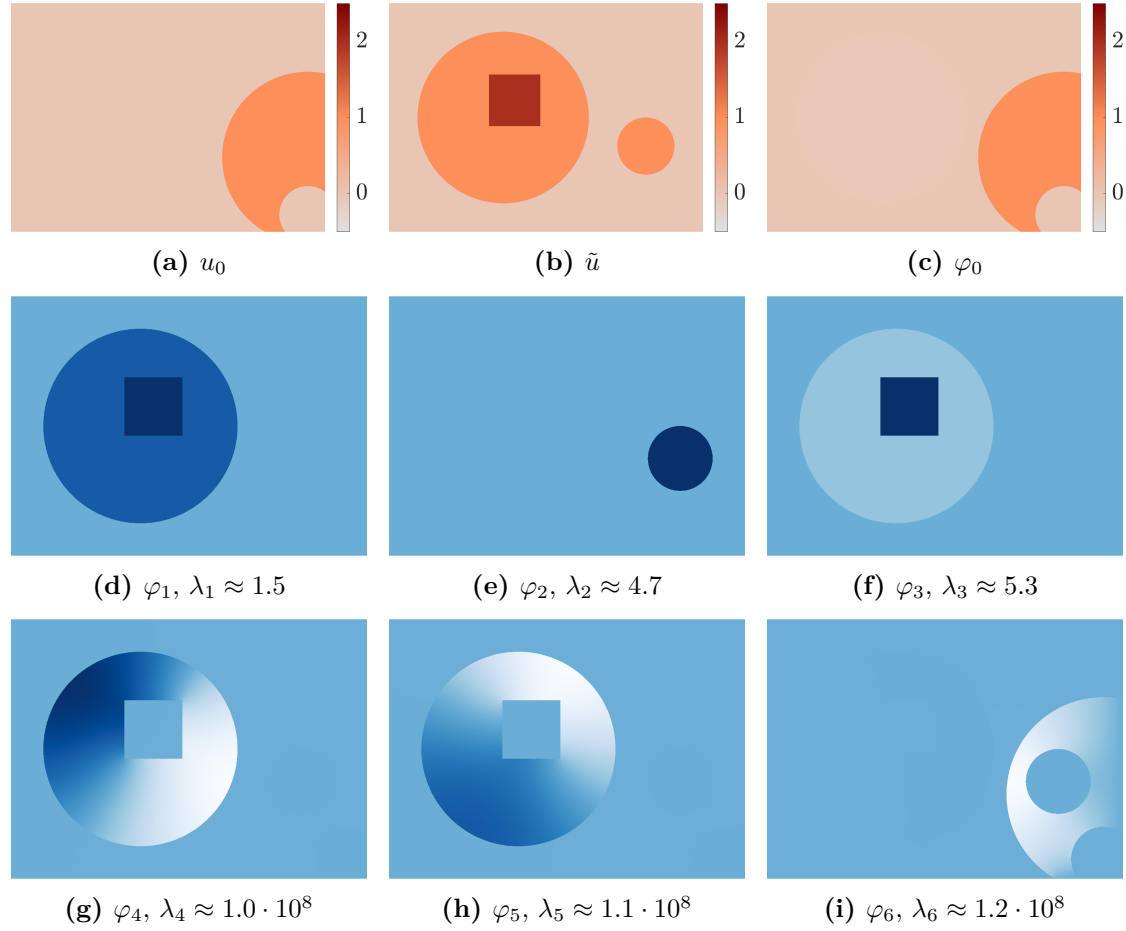 2
1
0
2
1
0
2
1
0
(a) u₀
(b) ũ
(c) φ₀
(d) φ₁, λ₁ ≈ 1.5
(e) φ₂, λ₂ ≈ 4.7
(f) φ₃, λ₃ ≈ 5.3
(g) φ₄, λ₄ ≈ 1.0 · 10⁸
(h) φ₅, λ₅ ≈ 1.1 · 10⁸
(i) φ₆, λ₆ ≈ 1.2 · 10⁸